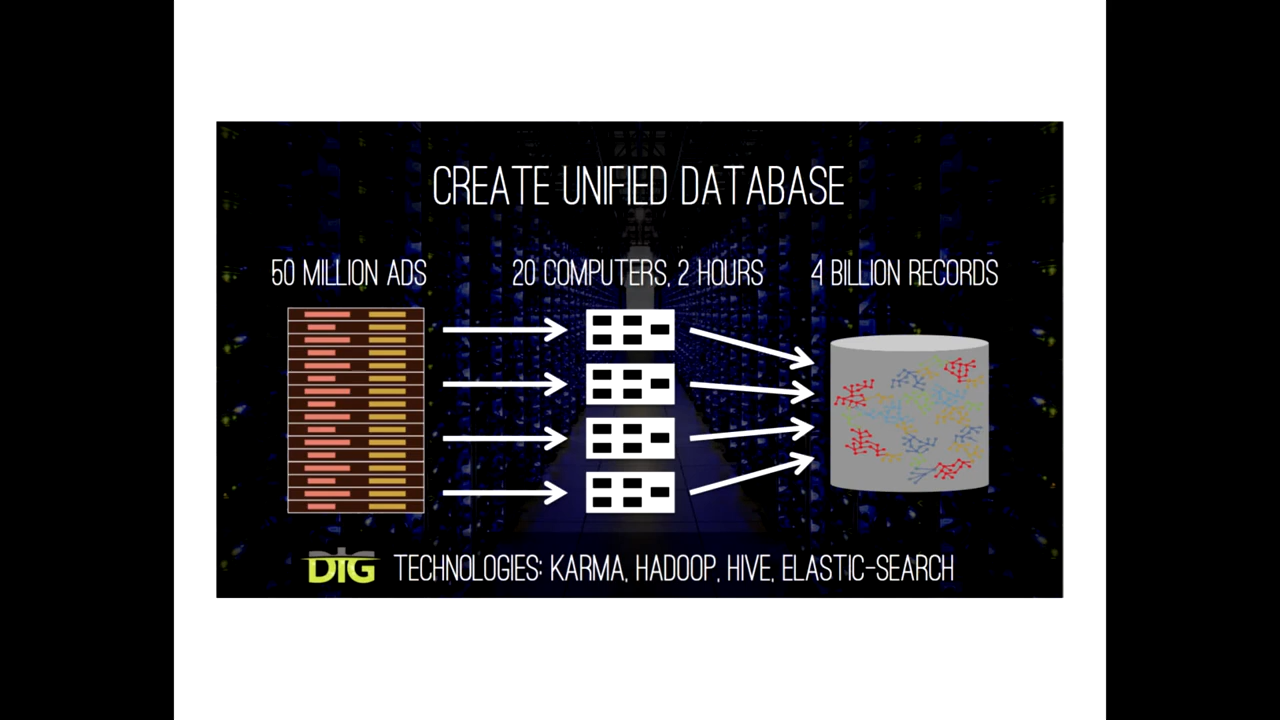 CREATE UNIFIED DATABASE
50 MILLION ADS
20 COMPUTERS, 2 HOURS
4 BILLION RECORDS
DIG TECHNOLOGIES: KARMA, HADOOP, HIVE, ELASTIC-SEARCH